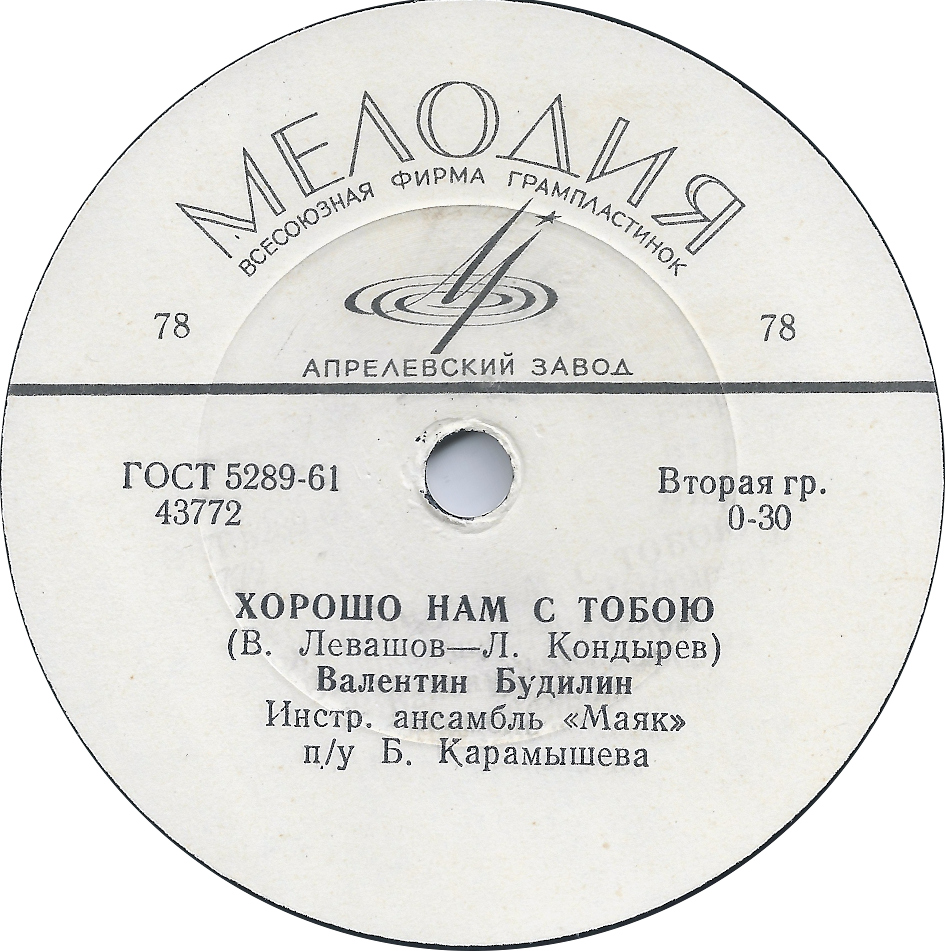 МЕЛОДИЯ
ВСЕСОЮЗНАЯ ФИРМА ГРАМПЛАСТИНОК
78 78
АПРЕЛЕВСКИЙ ЗАВОД
ГОСТ 5289-61 Вторая гр.
43772 0-30
ХОРОШО НАМ С ТОБОЮ
(В. Левашов—Л. Кондырев)
Валентин Будилин
Инстр. ансамбль «Маяк»
п/у Б. Карамышева